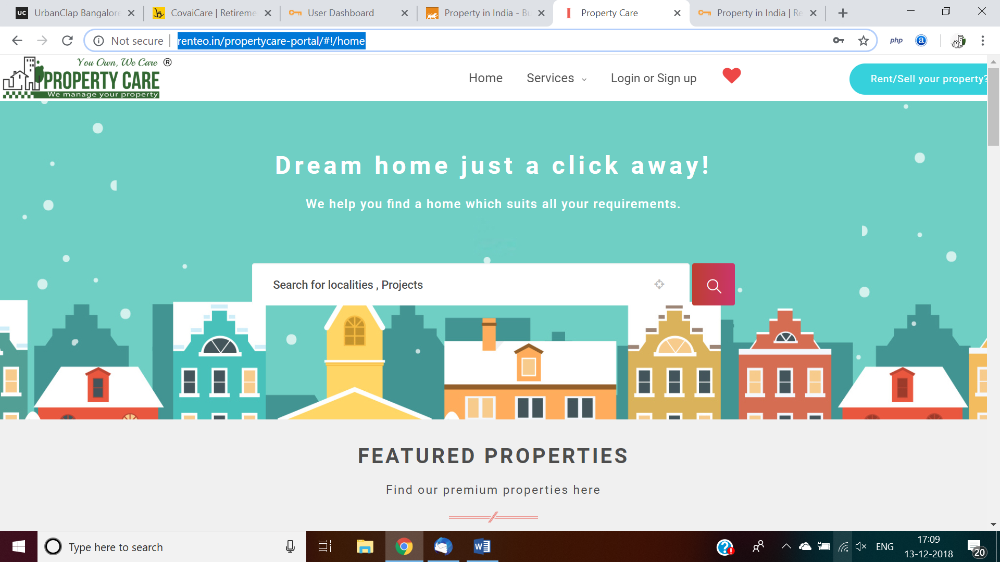 UC UrbanClap Bangalore
CovaiCare | Retireme
User Dashboard
Property in India - Bu
Property Care
Property in India | Re
Not secure
renteo.in/propertycare-portal/#!/home
php
a
You Own, We Care ®
PROPERTY CARE
We manage your property
Home
Services
Login or Sign up
Rent/Sell your property?
Dream home just a click away!
We help you find a home which suits all your requirements.
Search for localities , Projects
FEATURED PROPERTIES
Find our premium properties here
Type here to search
W
ENG
17:09
13-12-2018
20